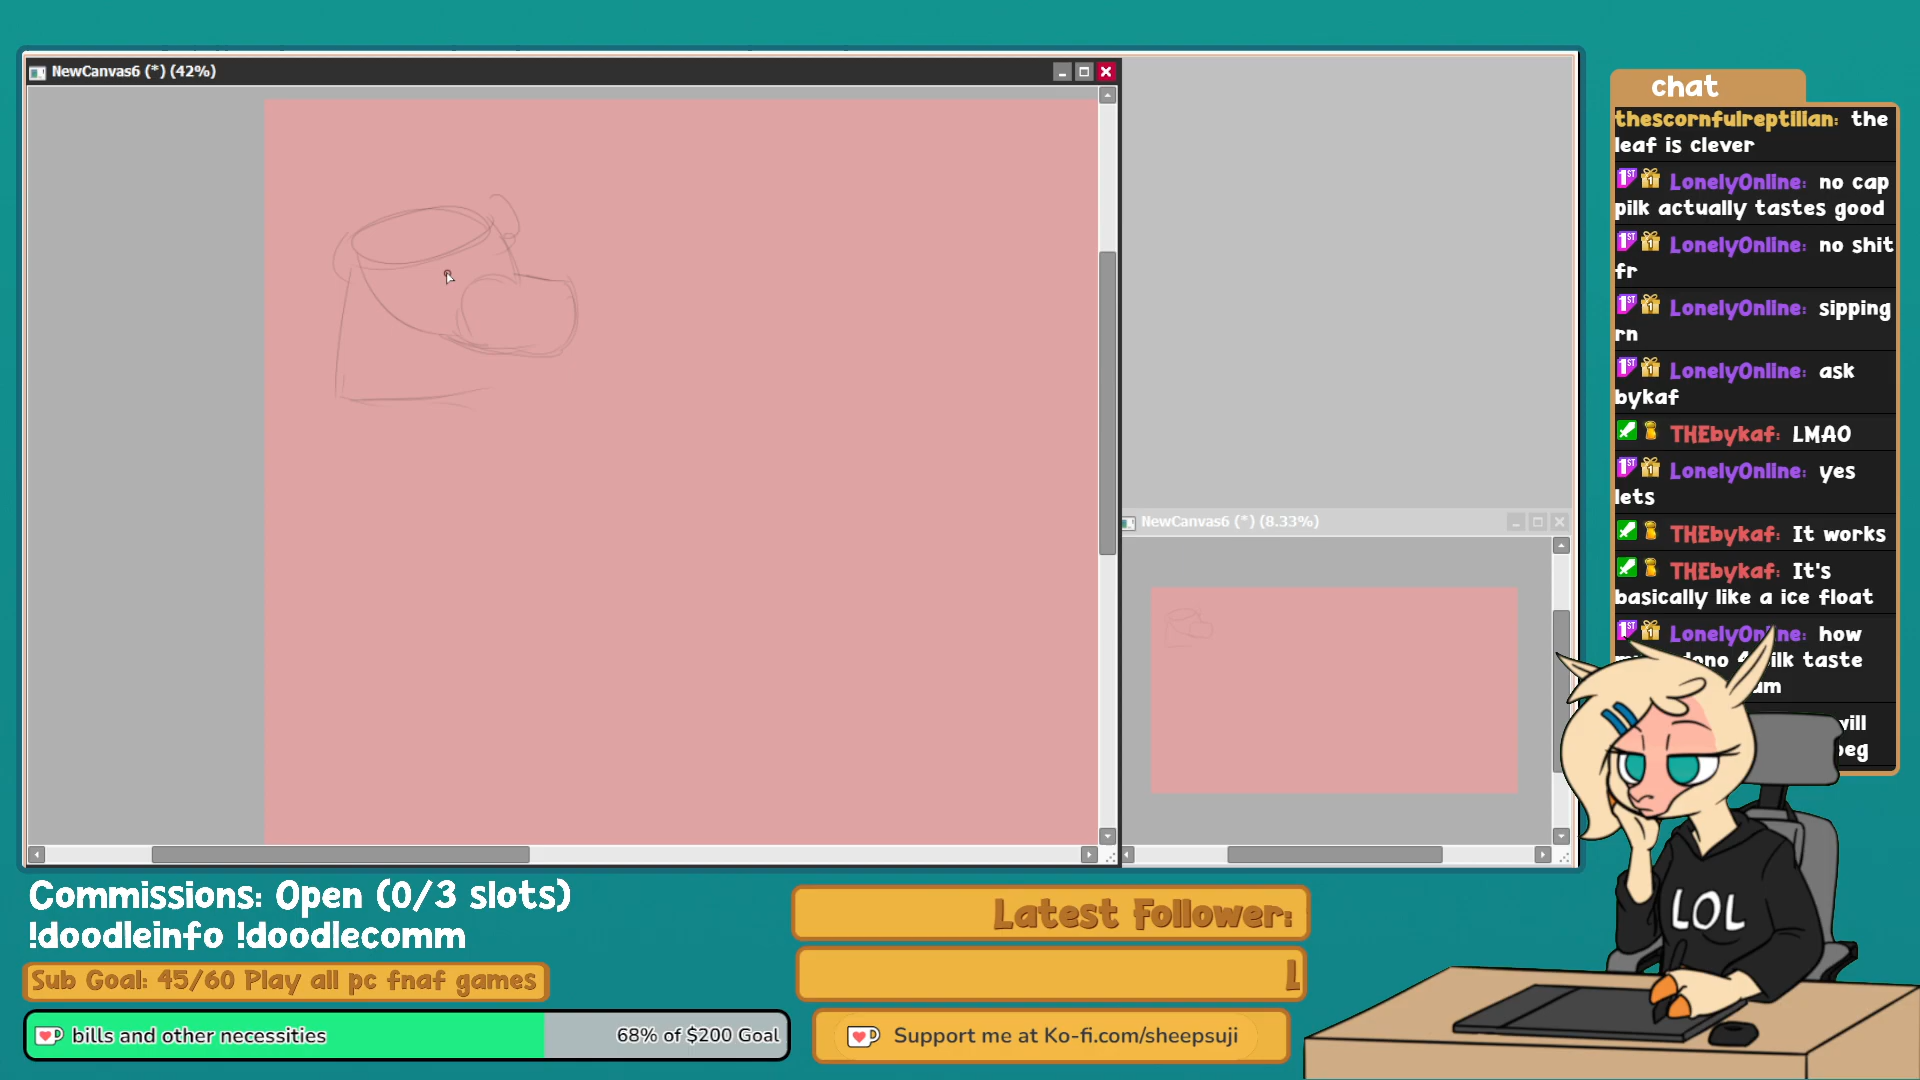 NewCanvas6 (*) (42%)
chat
thescornfulreptilian: the
leaf is clever
LonelyOnline: no cap
pilk actually tastes good
LonelyOnline: no shit
fr
LonelyOnline: sipping
rn
LonelyOnline: ask
bykaf
THEbykaf: LMAO
LonelyOnline: yes
lets
THEbykaf: It works
THEbykaf: It's
basically like a ice float
LonelyOnline: how
taste
NewCanvas6 (*) (8.33%)
LOL
Commissions: Open (0/3 slots)
!doodleinfo !doodlecomm
Sub Goal: 45/60 Play all pc fnaf games
bills and other necessities 68% of $200 Goal
Latest Follower:
L
Support me at Ko-fi.com/sheepsuji